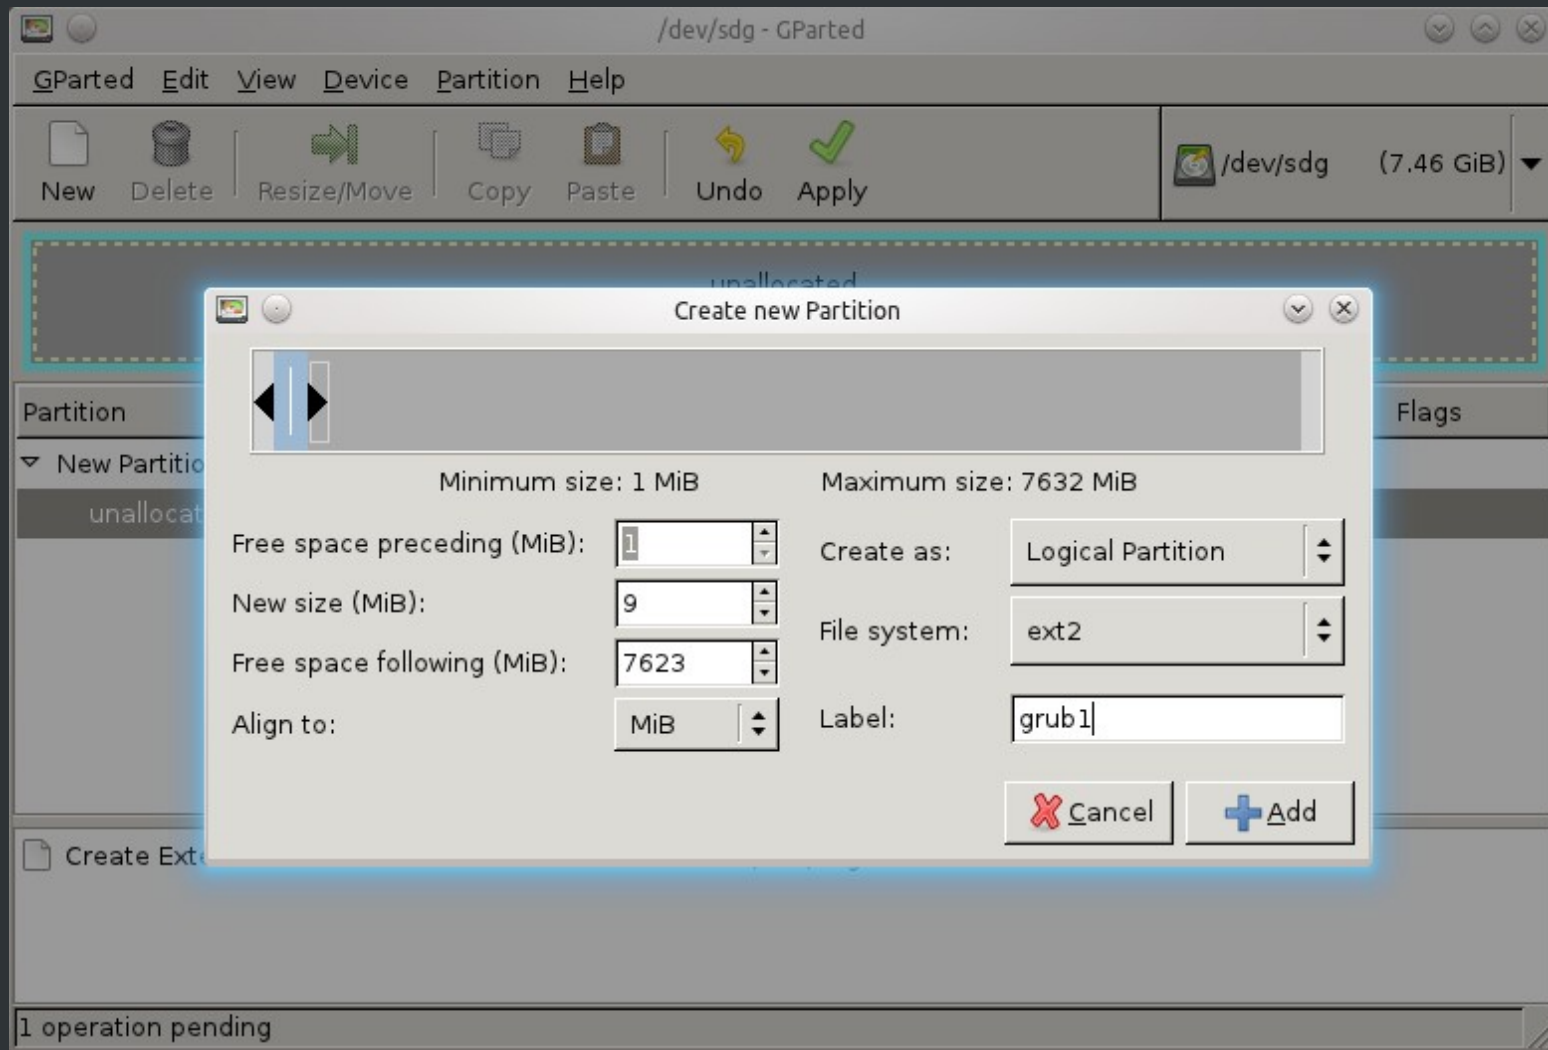 /dev/sdg - GParted
GParted Edit View Device Partition Help
New Delete Resize/Move Copy Paste Undo Apply /dev/sdg (7.46 GiB)
unallocated
Create new Partition
Partition Flags
New Partitio
unallocat
Minimum size: 1 MiB Maximum size: 7632 MiB
Free space preceding (MiB): 1 Create as: Logical Partition
New size (MiB): 9
File system: ext2
Free space following (MiB): 7623
Align to: MiB Label: grub1
Cancel Add
Create Exte
1 operation pending